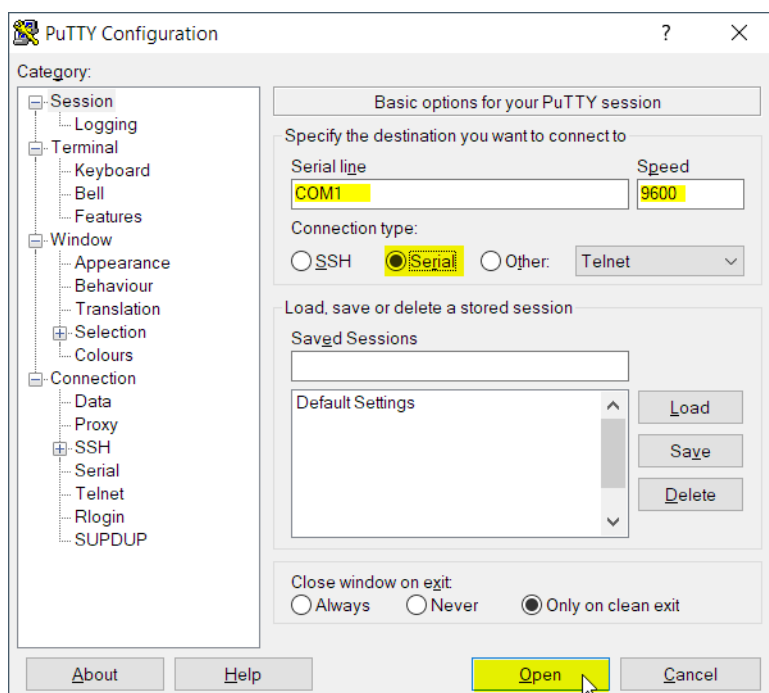 PuTTY Configuration
?
Category:
Session
Logging
Terminal
Keyboard
Bell
Features
Window
Appearance
Behaviour
Translation
Selection
Colours
Connection
Data
Proxy
SSH
Serial
Telnet
Rlogin
SUPDUP
Basic options for your PuTTY session
Specify the destination you want to connect to
Serial line Speed
COM1 9600
Connection type:
SSH Serial Other: Telnet
Load, save or delete a stored session
Saved Sessions
Default Settings
Load
Save
Delete
Close window on exit:
Always Never Only on clean exit
About Help Open Cancel